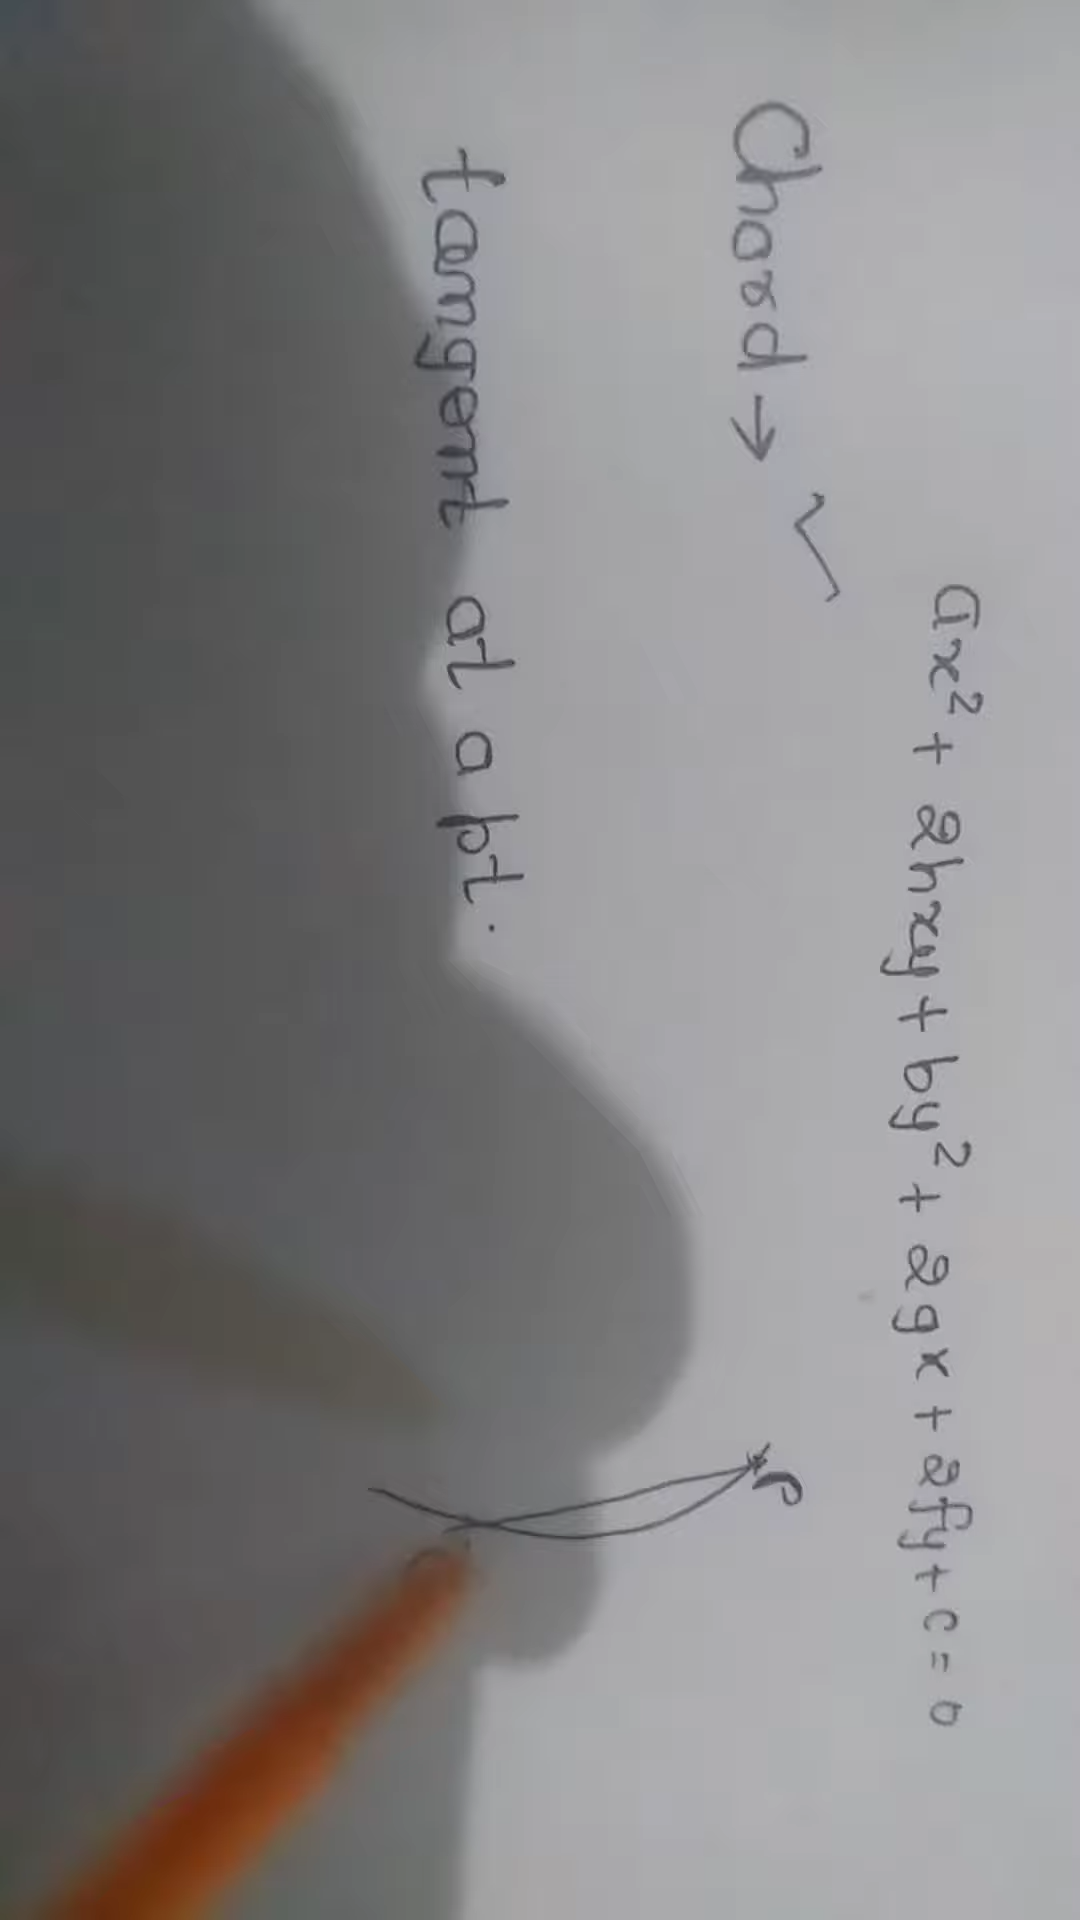 ax² + 2hxy + by² + 2gx + 2fy + c = 0
Chord → ✓
P
tangent at a pt.